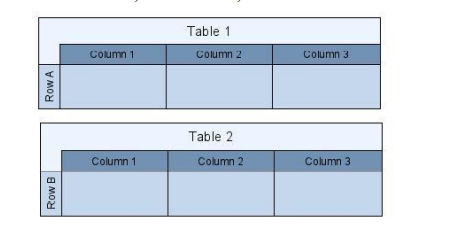 Table 1
Column 1 Column 2 Column 3
Row A
Table 2
Column 1 Column 2 Column 3
Row B